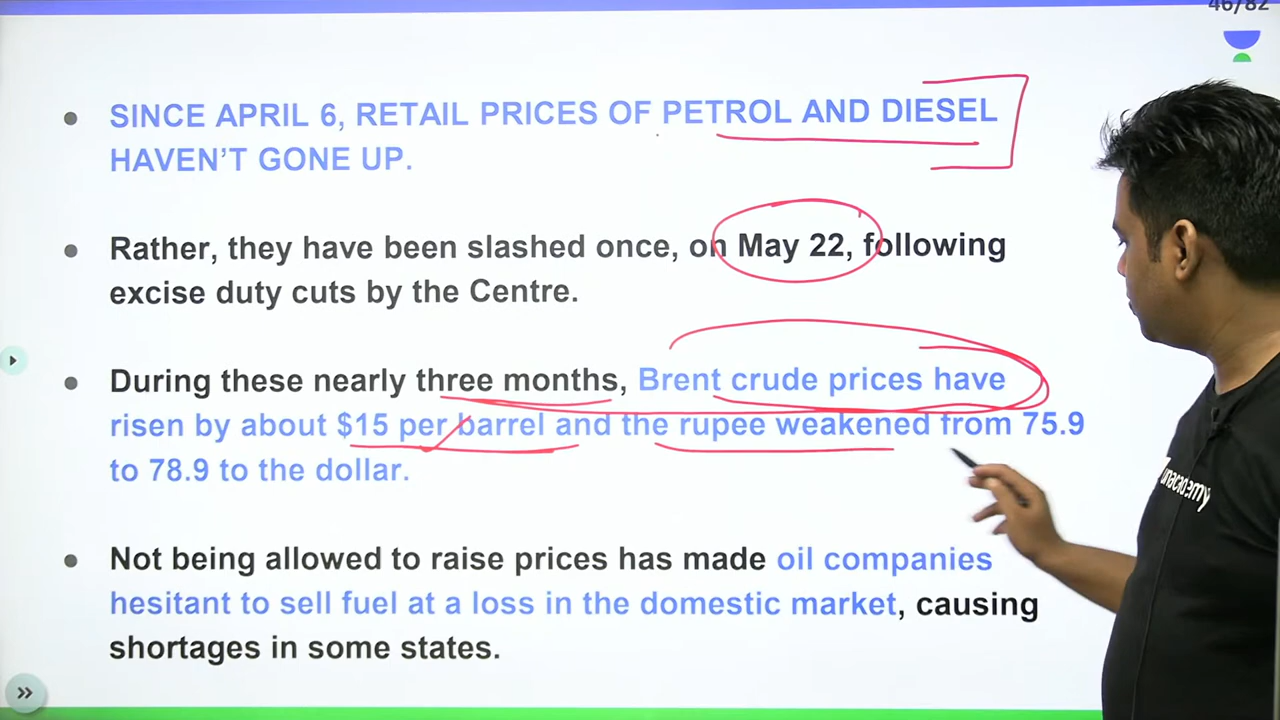 46/82
SINCE APRIL 6, RETAIL PRICES OF PETROL AND DIESEL
HAVEN'T GONE UP.
Rather, they have been slashed once, on May 22, following
excise duty cuts by the Centre.
During these nearly three months, Brent crude prices have
risen by about $15 per barrel and the rupee weakened from 75.9
to 78.9 to the dollar.
Not being allowed to raise prices has made oil companies
hesitant to sell fuel at a loss in the domestic market, causing
shortages in some states.
unacademy